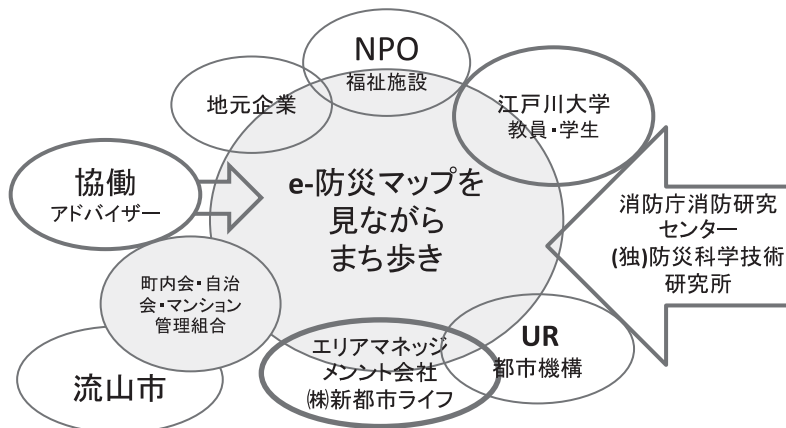 NPO
福祉施設
地元企業
江戸川大学
教員・学生
協働
アドバイザー
e-防災マップを
見ながら
まち歩き
消防庁消防研究
センター
(独)防災科学技術
研究所
町内会・自治
会・マンション
管理組合
流山市
エリアマネッジ
メンント会社
㈱新都市ライフ
UR
都市機構